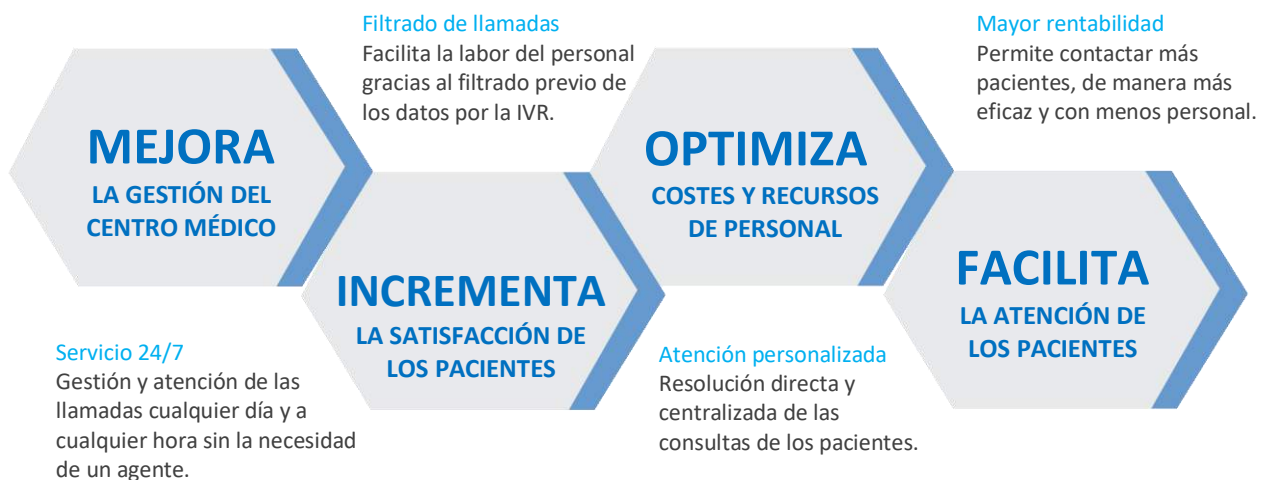 Filtrado de llamadas
Facilita la labor del personal
gracias al filtrado previo de
los datos por la IVR.
Mayor rentabilidad
Permite contactar más
pacientes, de manera más
eficaz y con menos personal.
MEJORA
LA GESTIÓN DEL
CENTRO MÉDICO
INCREMENTA
LA SATISFACCIÓN DE
LOS PACIENTES
OPTIMIZA
COSTES Y RECURSOS
DE PERSONAL
FACILITA
LA ATENCIÓN DE
LOS PACIENTES
Servicio 24/7
Gestión y atención de las
llamadas cualquier día y a
cualquier hora sin la necesidad
de un agente.
Atención personalizada
Resolución directa y
centralizada de las
consultas de los pacientes.